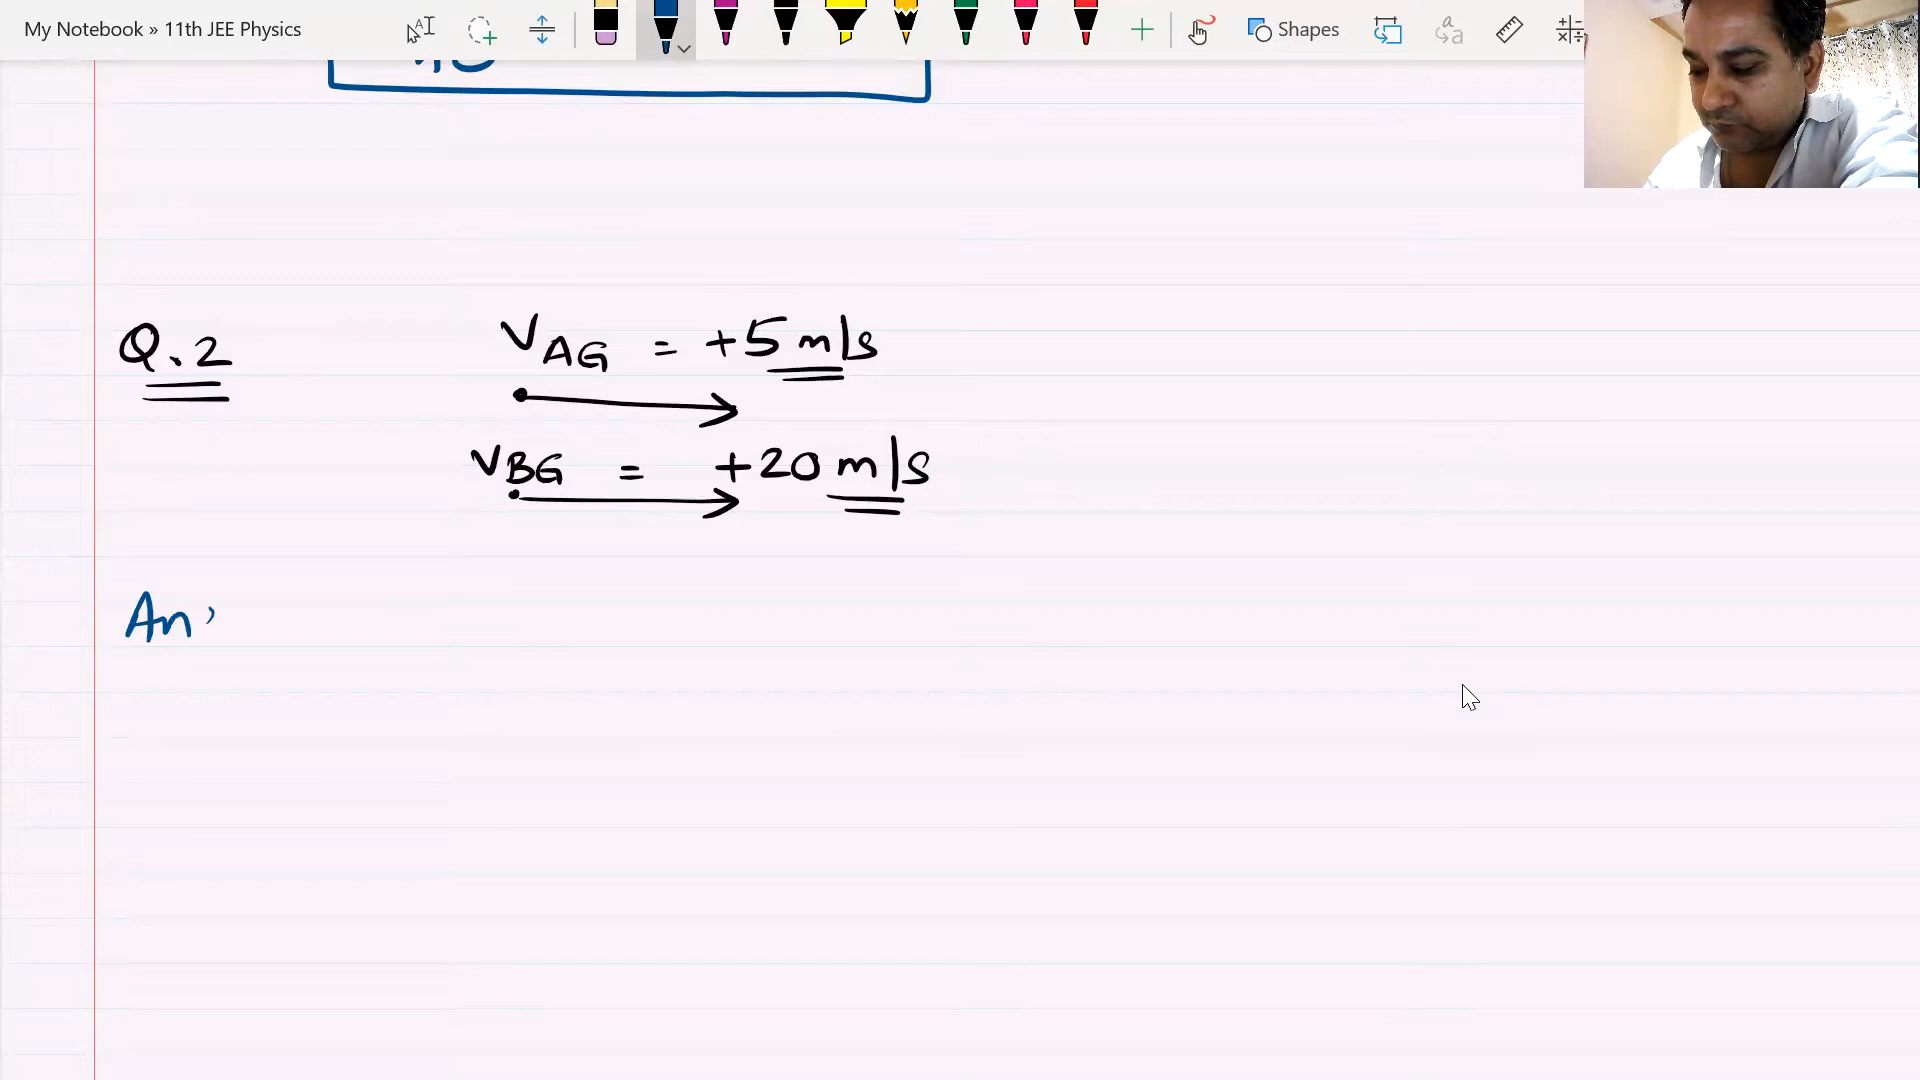 My Notebook » 11th JEE Physics
Shapes
Q.2
VAG = +5 m/s
VBG = +20 m/s
An